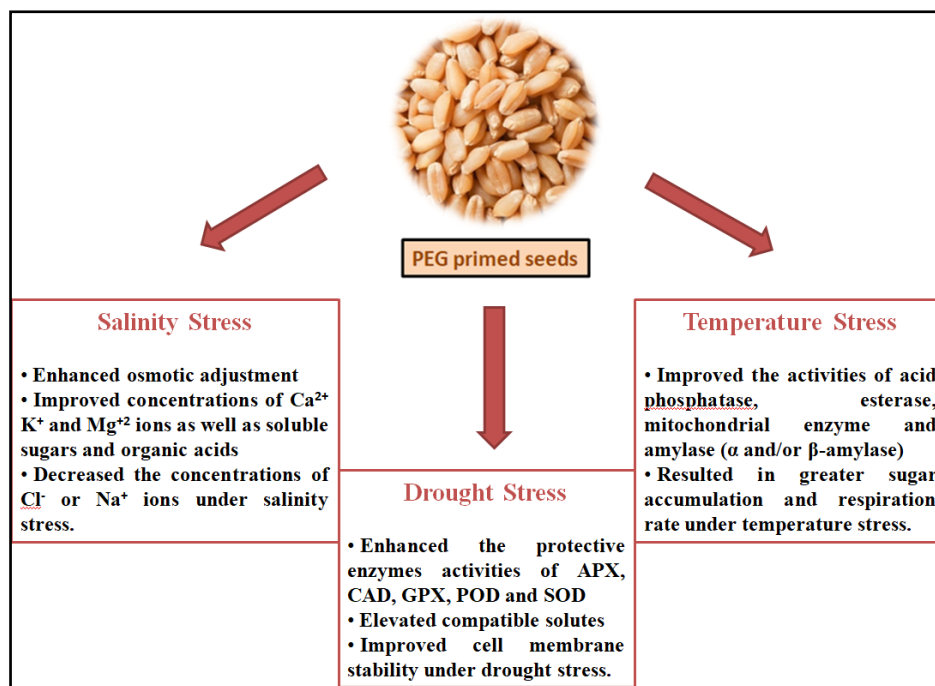 PEG primed seeds
Salinity Stress
• Enhanced osmotic adjustment
• Improved concentrations of Ca²⁺
K⁺ and Mg⁺² ions as well as soluble
sugars and organic acids
• Decreased the concentrations of
Cl⁻ or Na⁺ ions under salinity
stress.
Drought Stress
• Enhanced the protective
enzymes activities of APX,
CAD, GPX, POD and SOD
• Elevated compatible solutes
• Improved cell membrane
stability under drought stress.
Temperature Stress
• Improved the activities of acid
phosphatase, esterase,
mitochondrial enzyme and
amylase (α and/or β-amylase)
• Resulted in greater sugar
accumulation and respiration
rate under temperature stress.